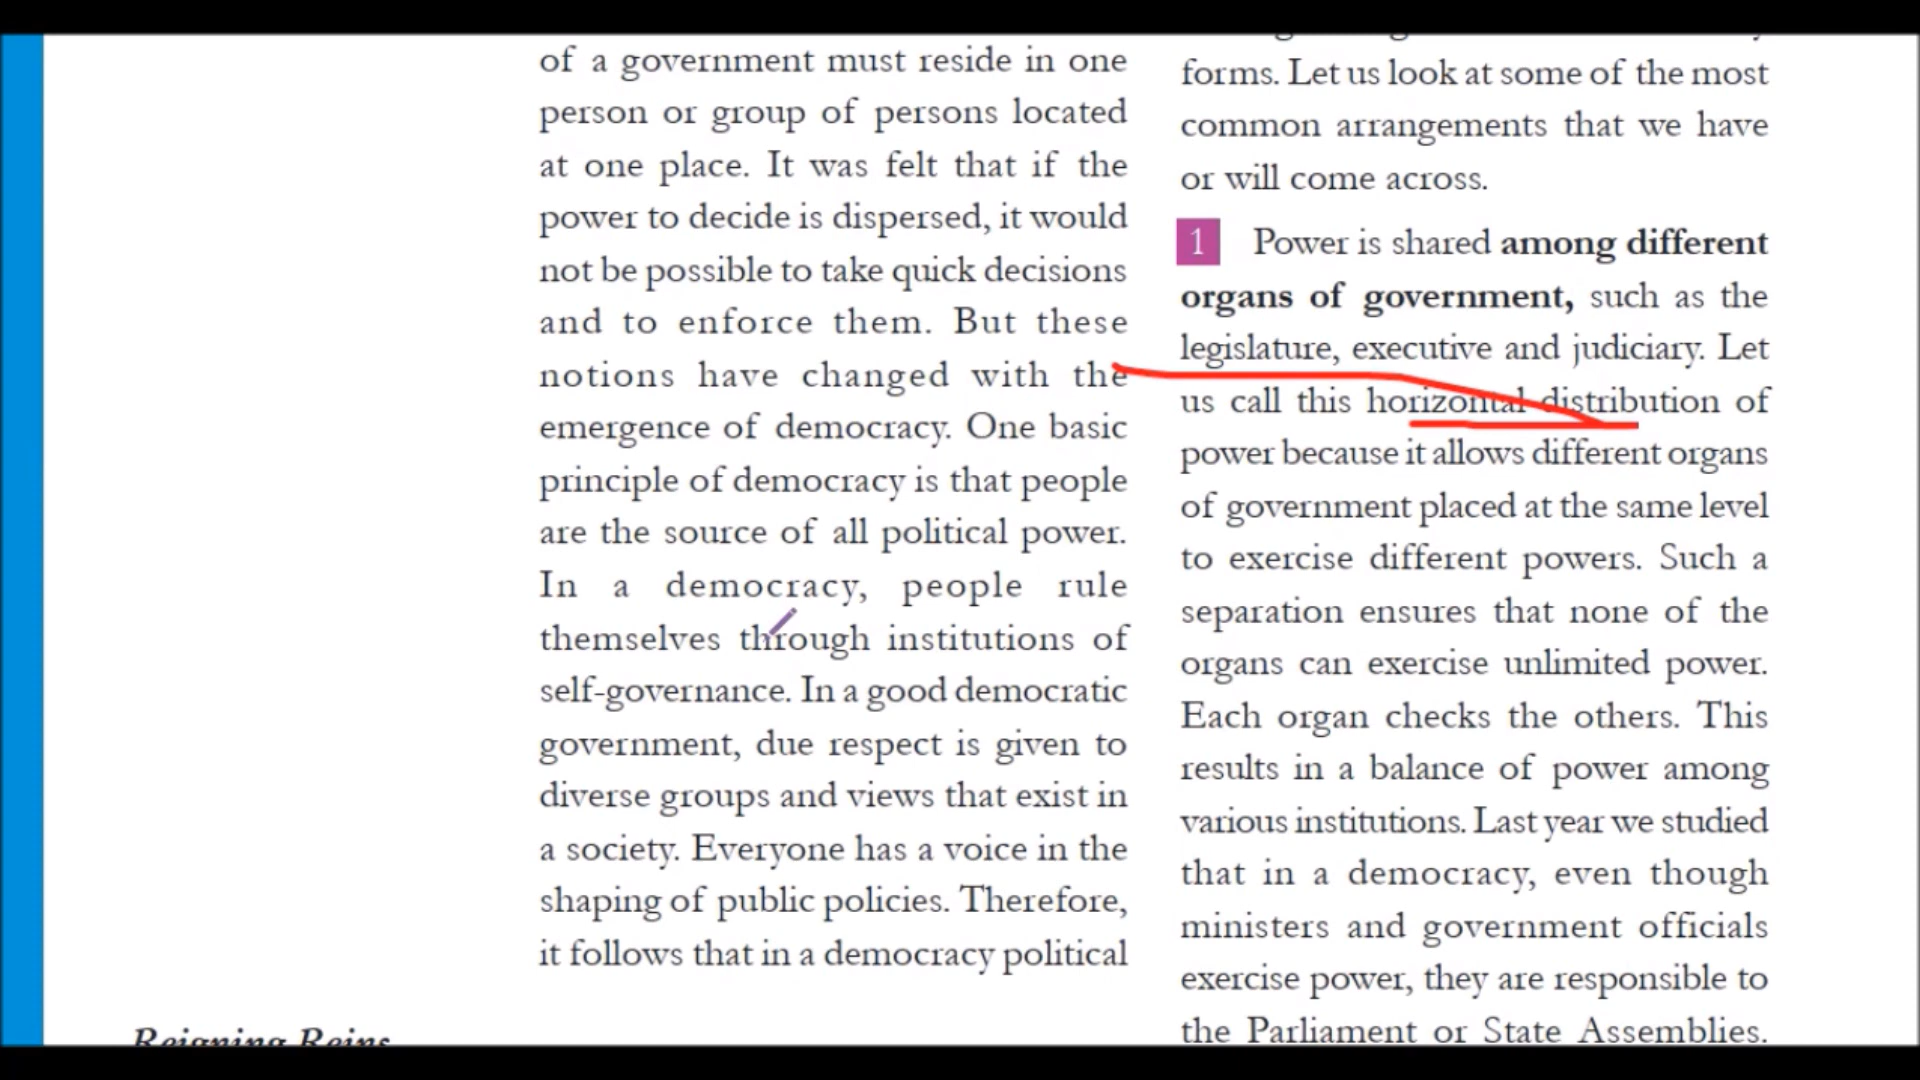 of a government must reside in one
person or group of persons located
at one place. It was felt that if the
power to decide is dispersed, it would
not be possible to take quick decisions
and to enforce them. But these
notions have changed with the
emergence of democracy. One basic
principle of democracy is that people
are the source of all political power.
In a democracy, people rule
themselves through institutions of
self-governance. In a good democratic
government, due respect is given to
diverse groups and views that exist in
a society. Everyone has a voice in the
shaping of public policies. Therefore,
it follows that in a democracy political
Reigning Reins
forms. Let us look at some of the most
common arrangements that we have
or will come across.
1 Power is shared among different
organs of government, such as the
legislature, executive and judiciary. Let
us call this horizontal distribution of
power because it allows different organs
of government placed at the same level
to exercise different powers. Such a
separation ensures that none of the
organs can exercise unlimited power.
Each organ checks the others. This
results in a balance of power among
various institutions. Last year we studied
that in a democracy, even though
ministers and government officials
exercise power, they are responsible to
the Parliament or State Assemblies.